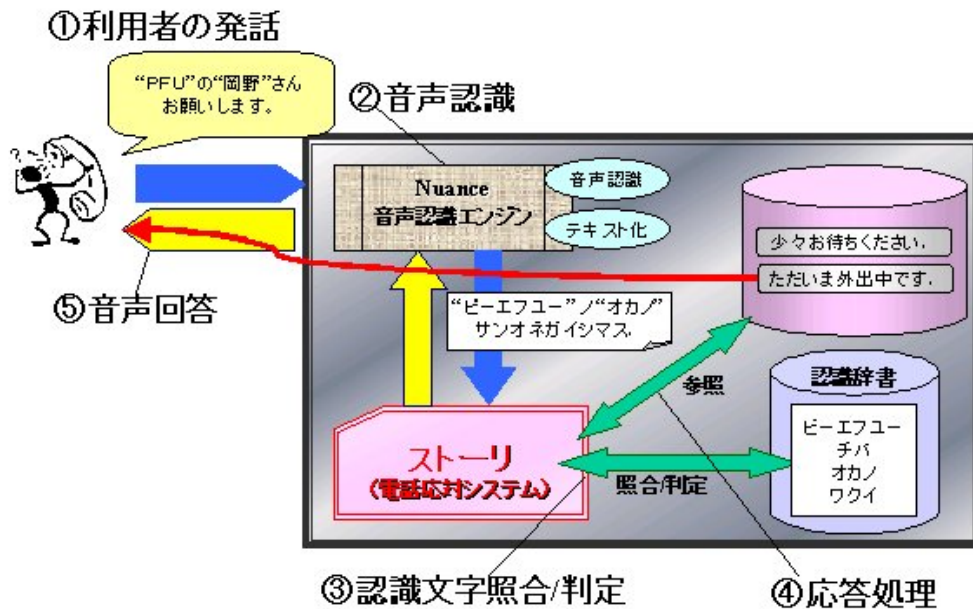 ①利用者の発話
“PFU”の“岡野”さん
お願いします。
②音声認識
Nuance
音声認識エンジン
音声認識
テキスト化
少々お待ちください.
ただいま外出中です.
⑤音声回答
“ピーエフユー”ノ“オカノ”
サンオネガイシマス.
参照
認識辞書
ピーエフユー
チバ
オカノ
ワクイ
ストーリ
(電話応対システム)
照合/判定
③認識文字照合/判定
④応答処理